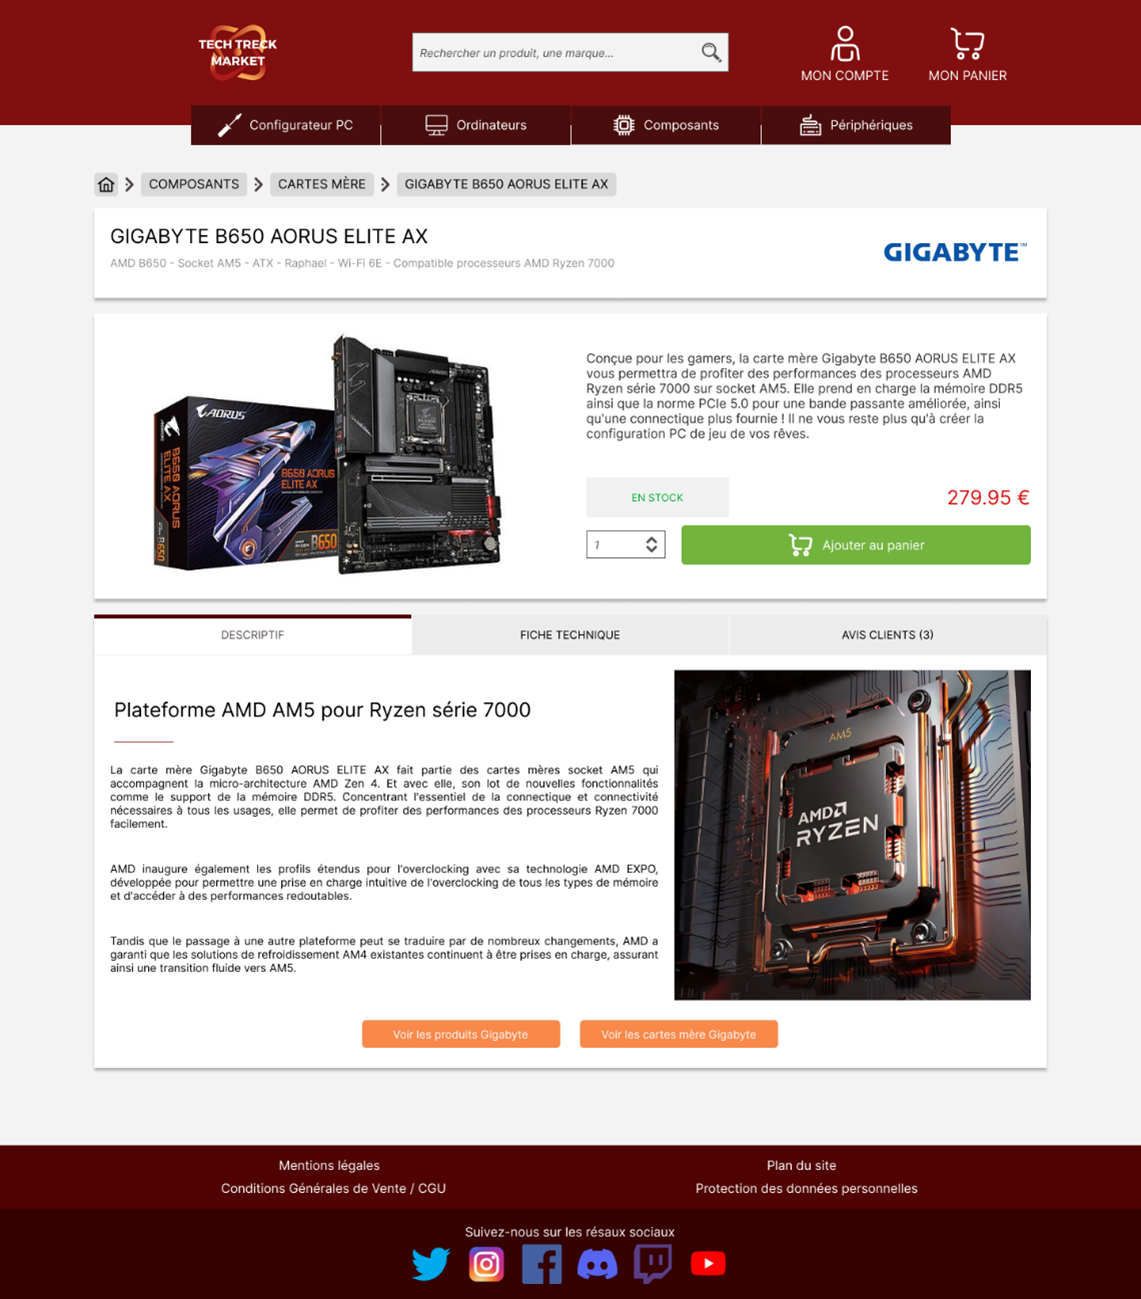 TECH TRECK
MARKET
Rechercher un produit, une marque...
MON COMPTE
MON PANIER
Configurateur PC
Ordinateurs
Composants
Périphériques
COMPOSANTS
CARTES MÈRE
GIGABYTE B650 AORUS ELITE AX
GIGABYTE B650 AORUS ELITE AX
AMD B650 - Socket AM5 - ATX - Raphael - Wi-Fi 6E - Compatible processeurs AMD Ryzen 7000
GIGABYTE™
AORUS
B650 AORUS
ELITE AX
B650 AORUS
ELITE AX
B650
B650
Conçue pour les gamers, la carte mère Gigabyte B650 AORUS ELITE AX
vous permettra de profiter des performances des processeurs AMD
Ryzen série 7000 sur socket AM5. Elle prend en charge la mémoire DDR5
ainsi que la norme PCIe 5.0 pour une bande passante améliorée, ainsi
qu'une connectique plus fournie ! Il ne vous reste plus qu'à créer la
configuration PC de jeu de vos rêves.
EN STOCK
279.95 €
1
Ajouter au panier
DESCRIPTIF
FICHE TECHNIQUE
AVIS CLIENTS (3)
Plateforme AMD AM5 pour Ryzen série 7000
La carte mère Gigabyte B650 AORUS ELITE AX fait partie des cartes mères socket AM5 qui
accompagnent la micro-architecture AMD Zen 4. Et avec elle, son lot de nouvelles fonctionnalités
comme le support de la mémoire DDR5. Concentrant l'essentiel de la connectique et connectivité
nécessaires à tous les usages, elle permet de profiter des performances des processeurs Ryzen 7000
facilement.
AMD inaugure également les profils étendus pour l'overclocking avec sa technologie AMD EXPO,
développée pour permettre une prise en charge intuitive de l'overclocking de tous les types de mémoire
et d'accéder à des performances redoutables.
Tandis que le passage à une autre plateforme peut se traduire par de nombreux changements, AMD a
garanti que les solutions de refroidissement AM4 existantes continuent à être prises en charge, assurant
ainsi une transition fluide vers AM5.
AM5
AMD
RYZEN
Voir les produits Gigabyte
Voir les cartes mère Gigabyte
Mentions légales
Plan du site
Conditions Générales de Vente / CGU
Protection des données personnelles
Suivez-nous sur les résaux sociaux